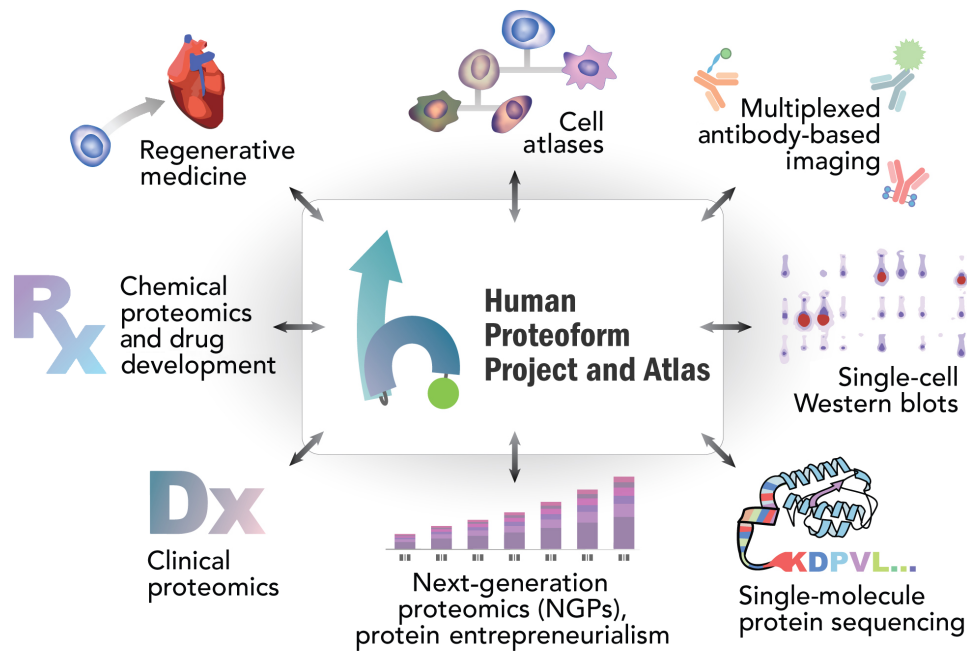 Regenerative
medicine
Cell
atlases
Multiplexed
antibody-based
imaging
Rx
Chemical
proteomics
and drug
development
Human
Proteoform
Project and Atlas
Single-cell
Western blots
Dx
Clinical
proteomics
Next-generation
proteomics (NGPs),
protein entrepreneurialism
KDPVL...
Single-molecule
protein sequencing